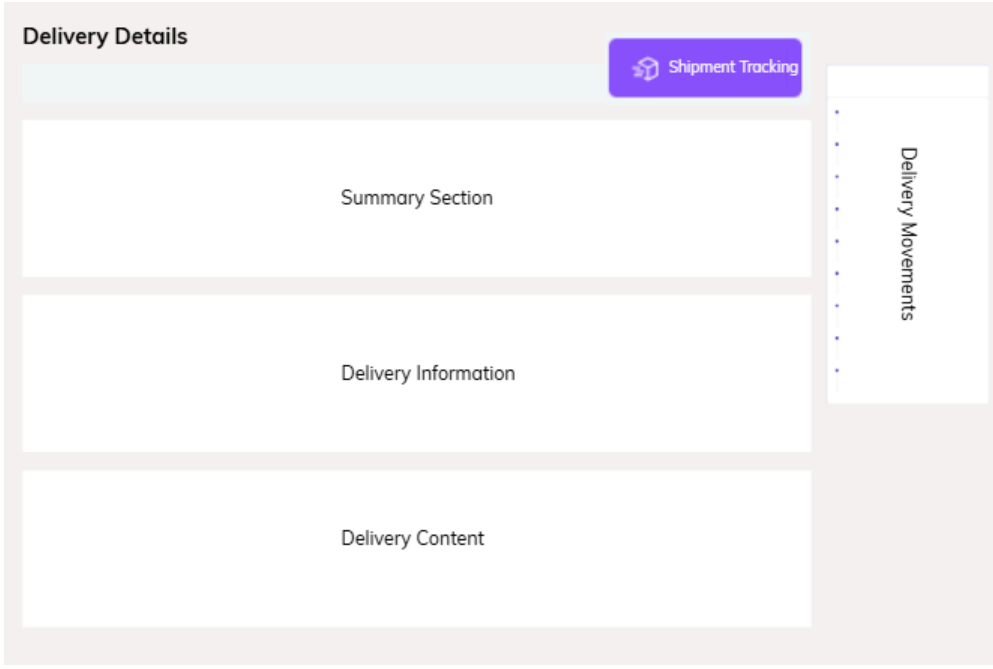 Delivery Details
Shipment Tracking
Summary Section
Delivery Information
Delivery Content
Delivery Movements